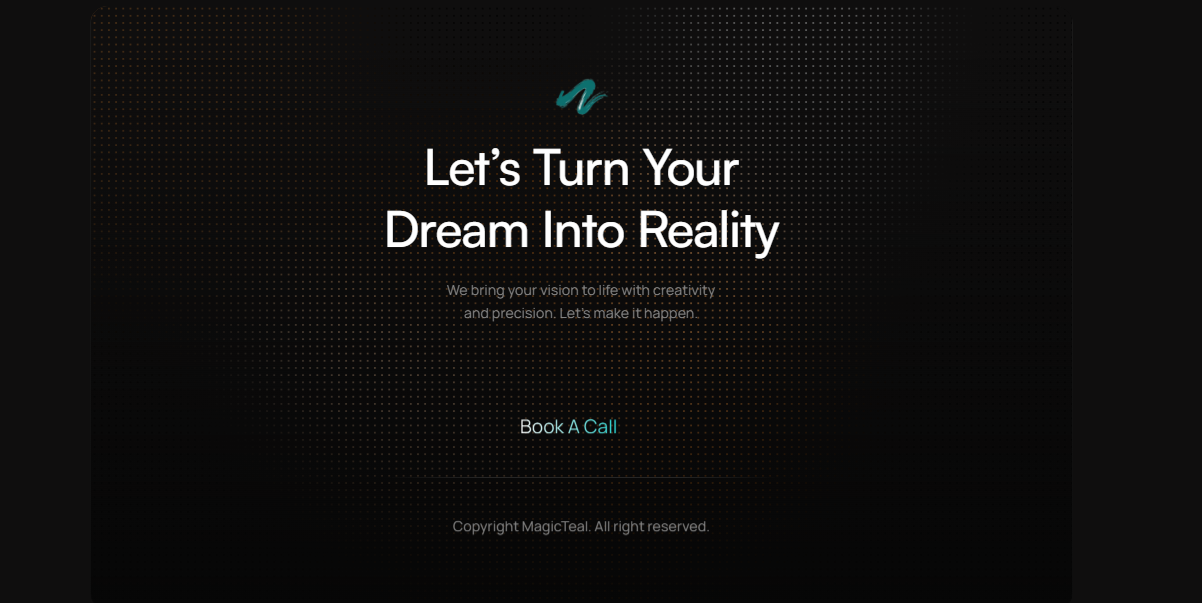 Let’s Turn Your
Dream Into Reality
We bring your vision to life with creativity
and precision. Let's make it happen.
Book A Call
Copyright MagicTeal. All right reserved.